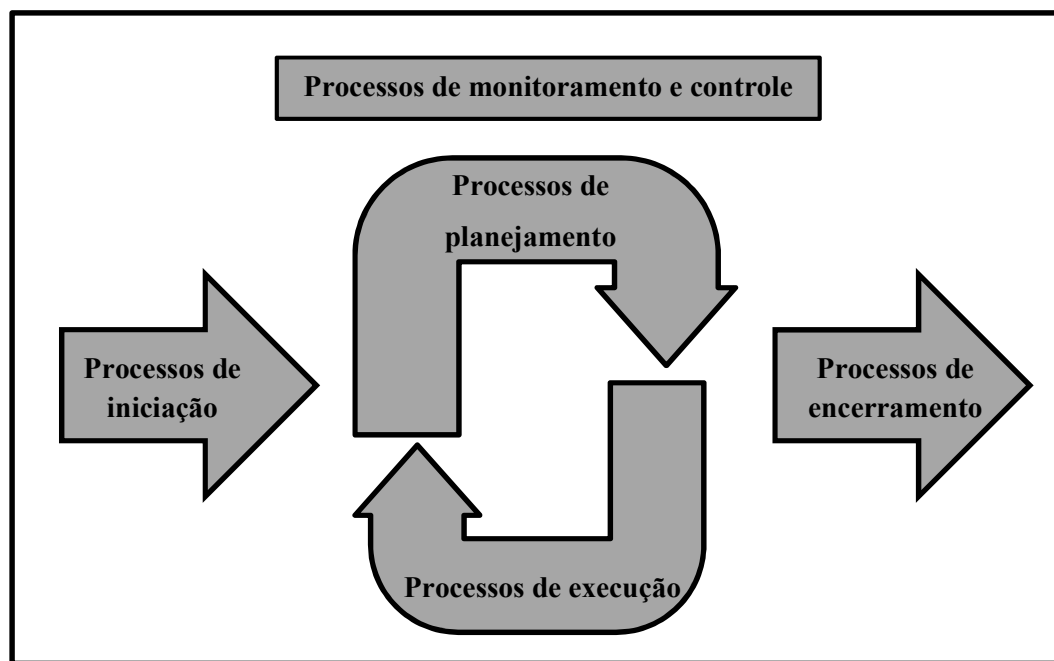 Processos de monitoramento e controle
Processos de
planejamento
Processos de
iniciação
Processos de
encerramento
Processos de execução